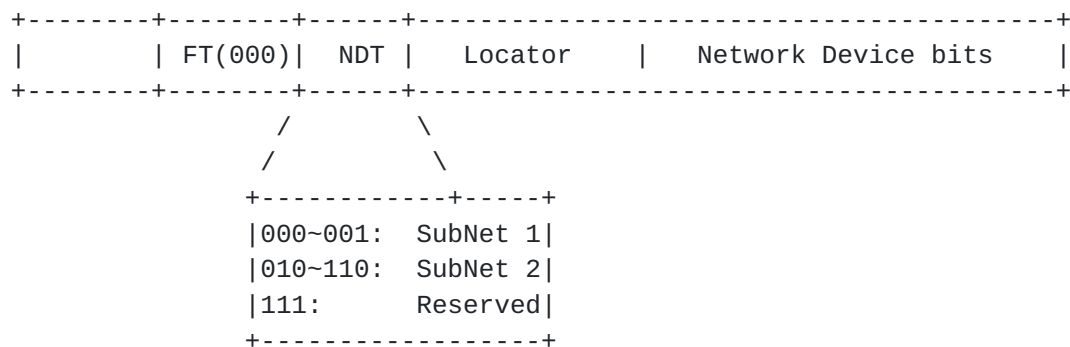 +--------+--------+------+-----------------------------------------+
|        | FT(000)|  NDT |   Locator    |   Network Device bits    |
+--------+--------+------+-----------------------------------------+
                 /        \
                /          \
               +------------+-----+
               |000~001:  SubNet 1|
               |010~110:  SubNet 2|
               |111:      Reserved|
               +------------------+